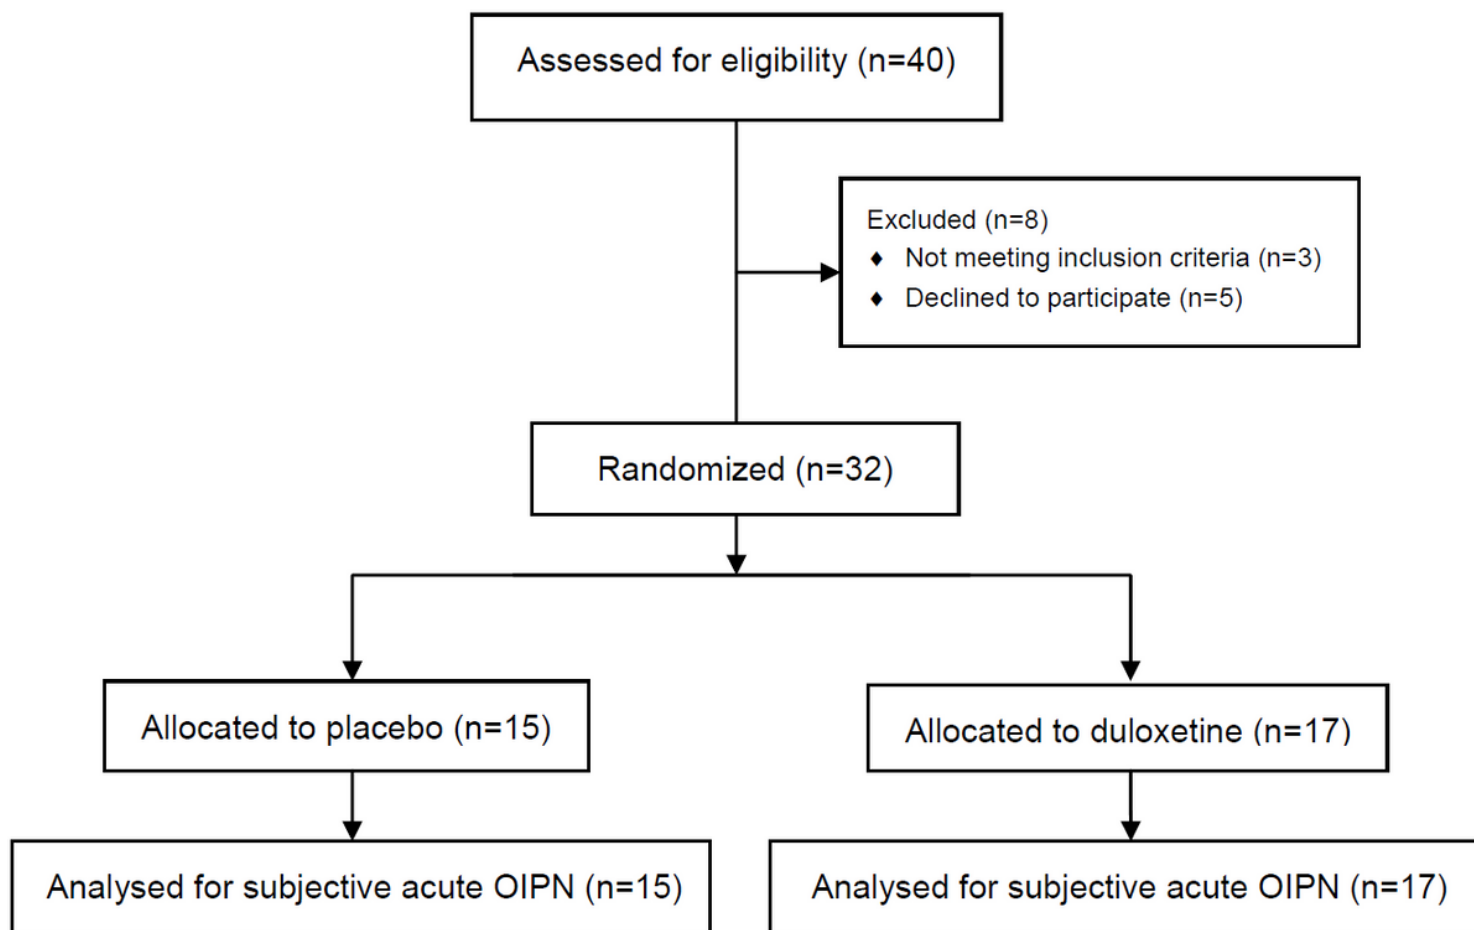 Assessed for eligibility (n=40)
Excluded (n=8)
♦ Not meeting inclusion criteria (n=3)
♦ Declined to participate (n=5)
Randomized (n=32)
Allocated to placebo (n=15)
Allocated to duloxetine (n=17)
Analysed for subjective acute OIPN (n=15)
Analysed for subjective acute OIPN (n=17)